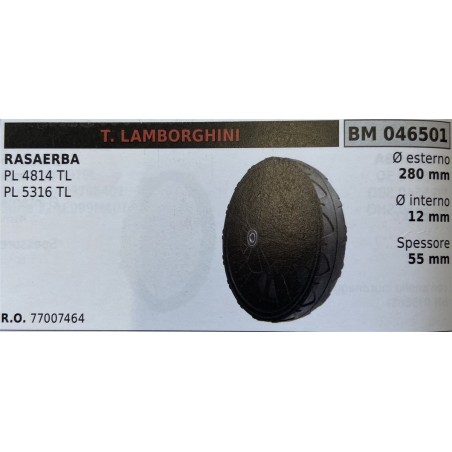 T. LAMBORGHINI
BM 046501
RASAERBA
PL 4814 TL
PL 5316 TL
Ø esterno
280 mm
Ø interno
12 mm
Spessore
55 mm
R.O. 77007464